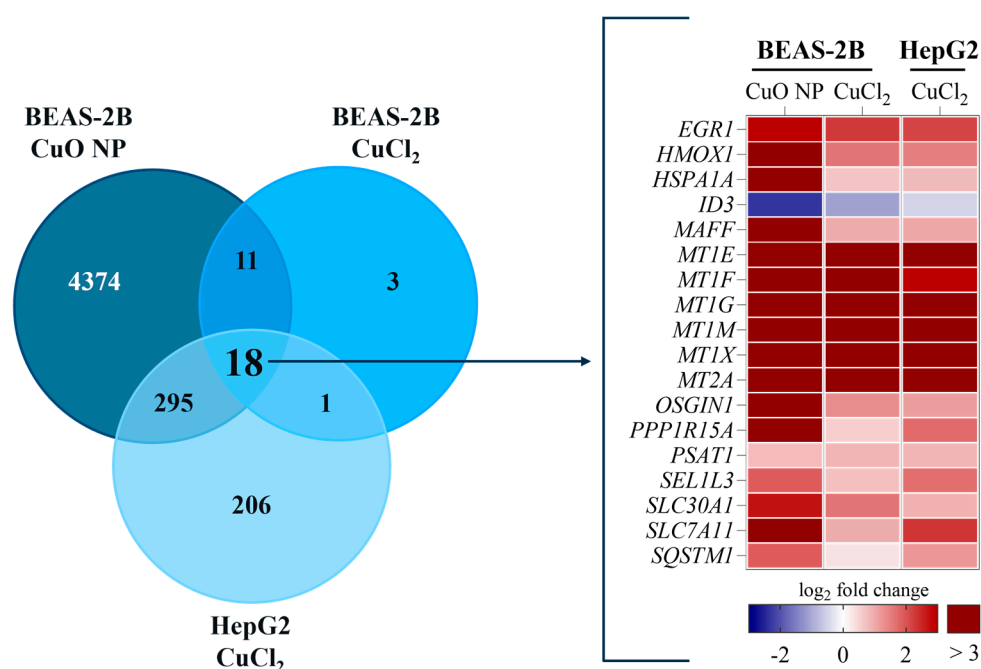 BEAS-2B
CuO NP
BEAS-2B
CuCl₂
4374
11
3
18
295
1
206
HepG2
CuCl₂
BEAS-2B HepG2
CuO NP CuCl₂ CuCl₂
EGR1
HMOX1
HSPA1A
ID3
MAFF
MT1E
MT1F
MT1G
MT1M
MT1X
MT2A
OSGIN1
PPP1R15A
PSAT1
SEL1L3
SLC30A1
SLC7A11
SQSTM1
log₂ fold change
-2 0 2 > 3